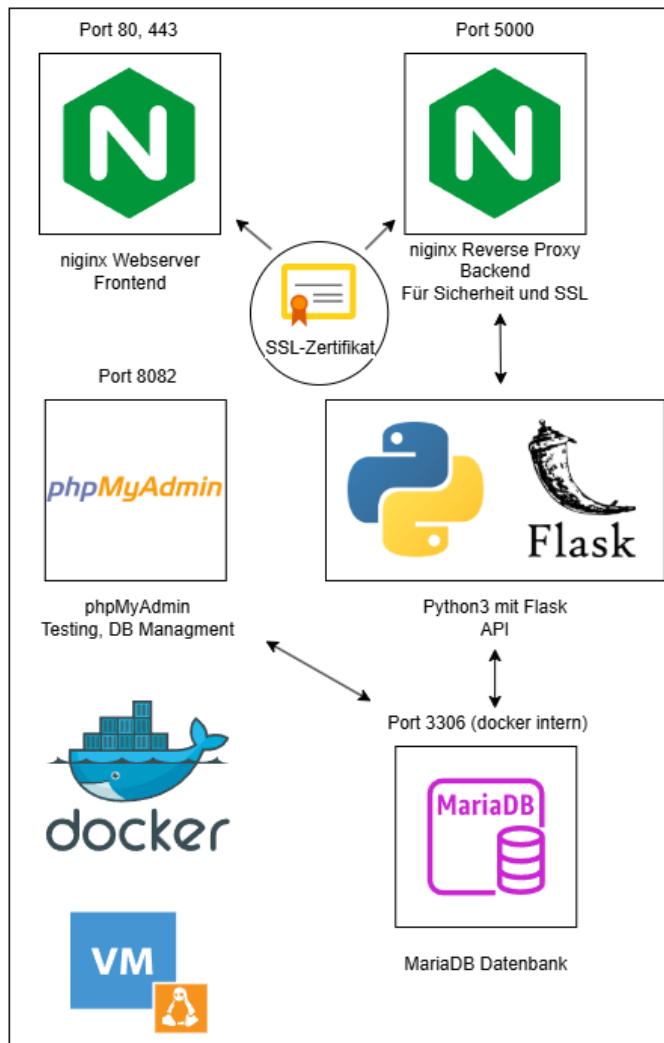 Port 80, 443
Port 5000
niginx Webserver
Frontend
niginx Reverse Proxy
Backend
Für Sicherheit und SSL
SSL-Zertifikat
Port 8082
phpMyAdmin
Flask
phpMyAdmin
Testing, DB Managment
Python3 mit Flask
API
Port 3306 (docker intern)
MariaDB
docker
MariaDB Datenbank
VM